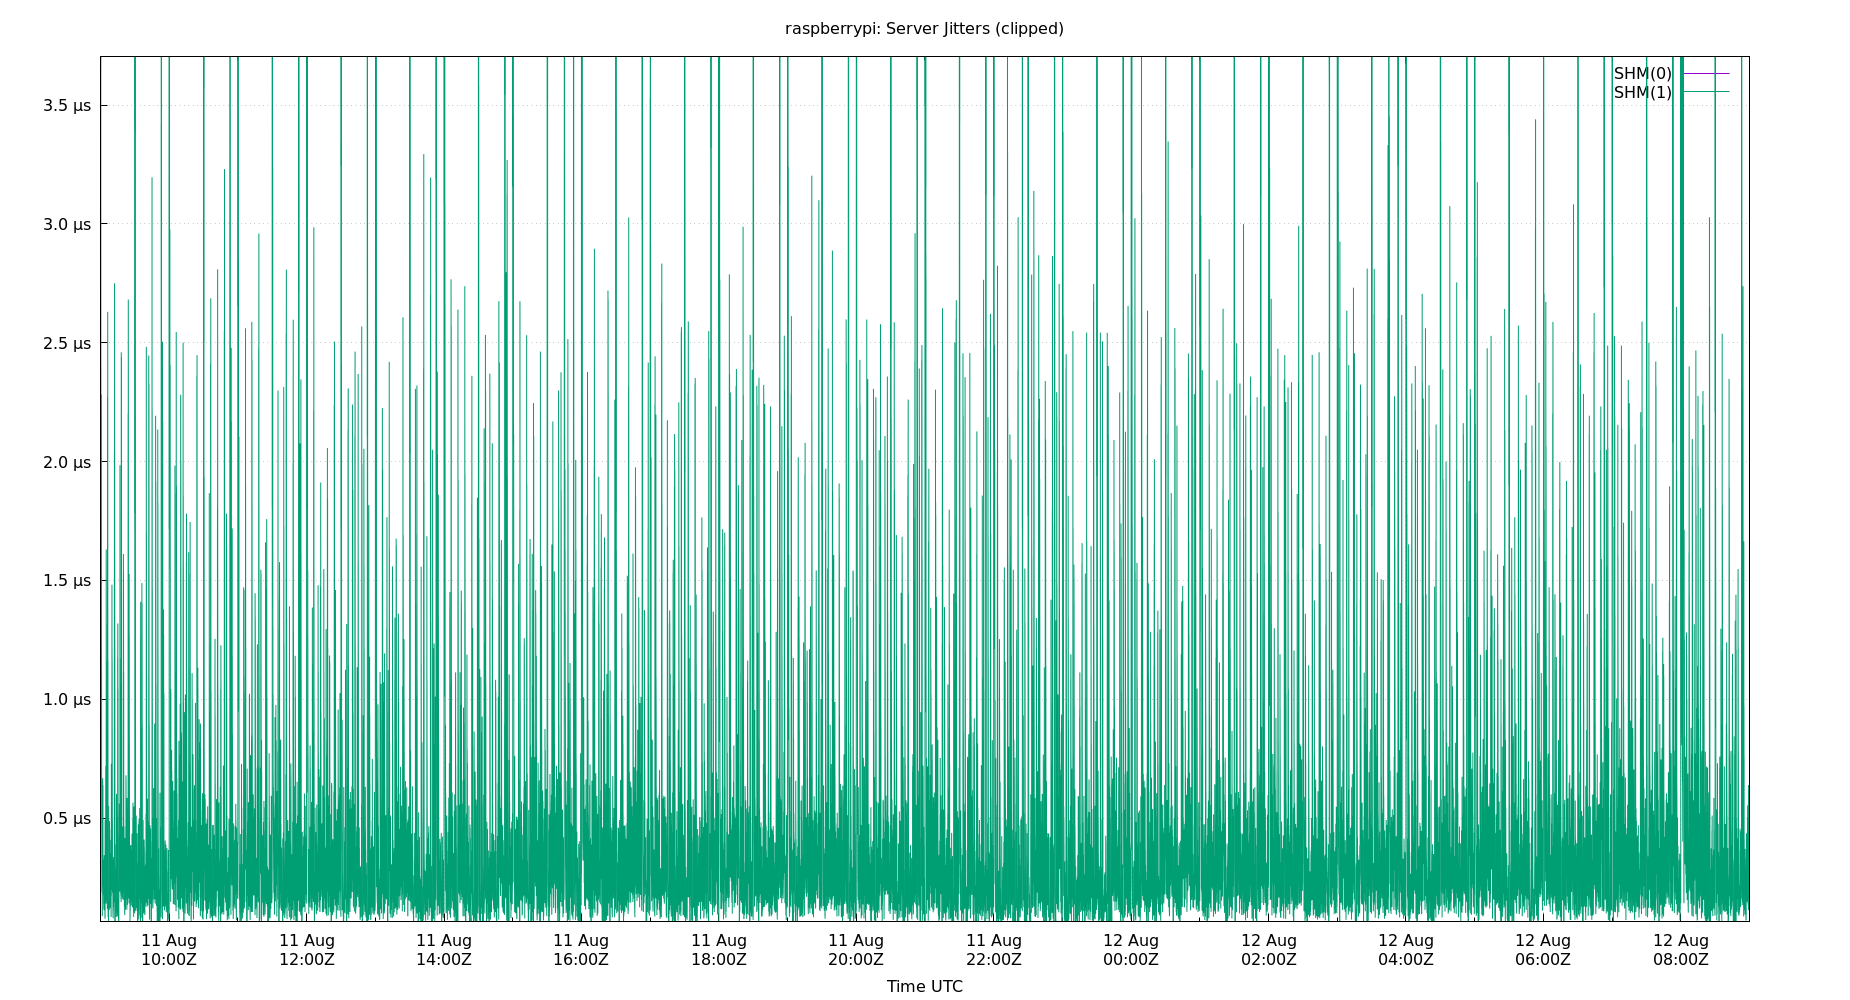 raspberrypi: Server Jitters (clipped)
SHM(0)
SHM(1)
3.5 µs
3.0 µs
2.5 µs
2.0 µs
1.5 µs
1.0 µs
0.5 µs
11 Aug 11 Aug 11 Aug 11 Aug 11 Aug 11 Aug 11 Aug 12 Aug 12 Aug 12 Aug 12 Aug 12 Aug
10:00Z 12:00Z 14:00Z 16:00Z 18:00Z 20:00Z 22:00Z 00:00Z 02:00Z 04:00Z 06:00Z 08:00Z
Time UTC